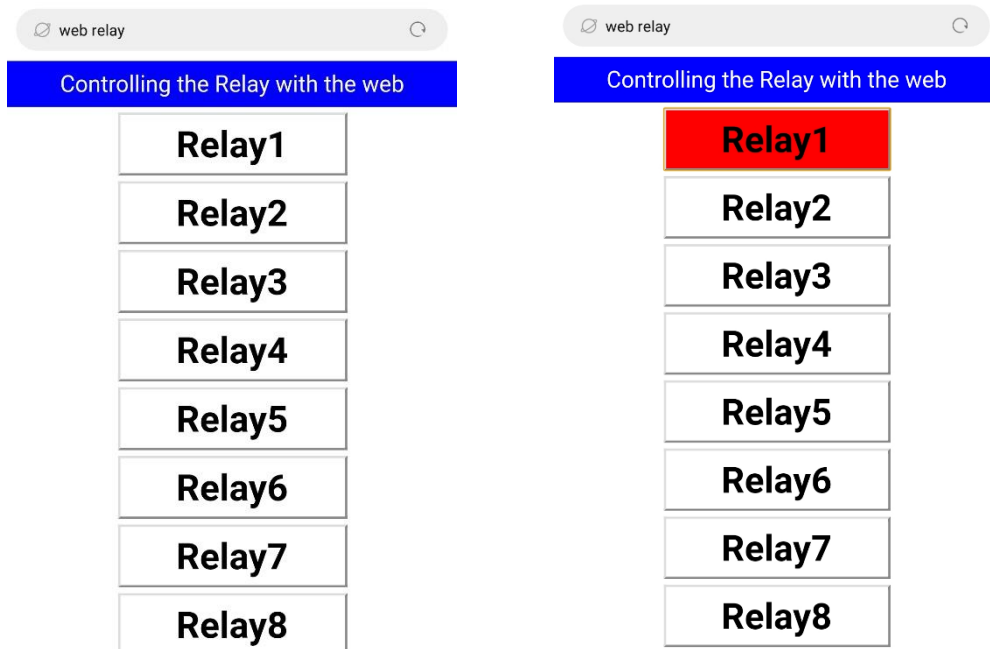 web relay
Controlling the Relay with the web
Relay1
Relay2
Relay3
Relay4
Relay5
Relay6
Relay7
Relay8
web relay
Controlling the Relay with the web
Relay1
Relay2
Relay3
Relay4
Relay5
Relay6
Relay7
Relay8